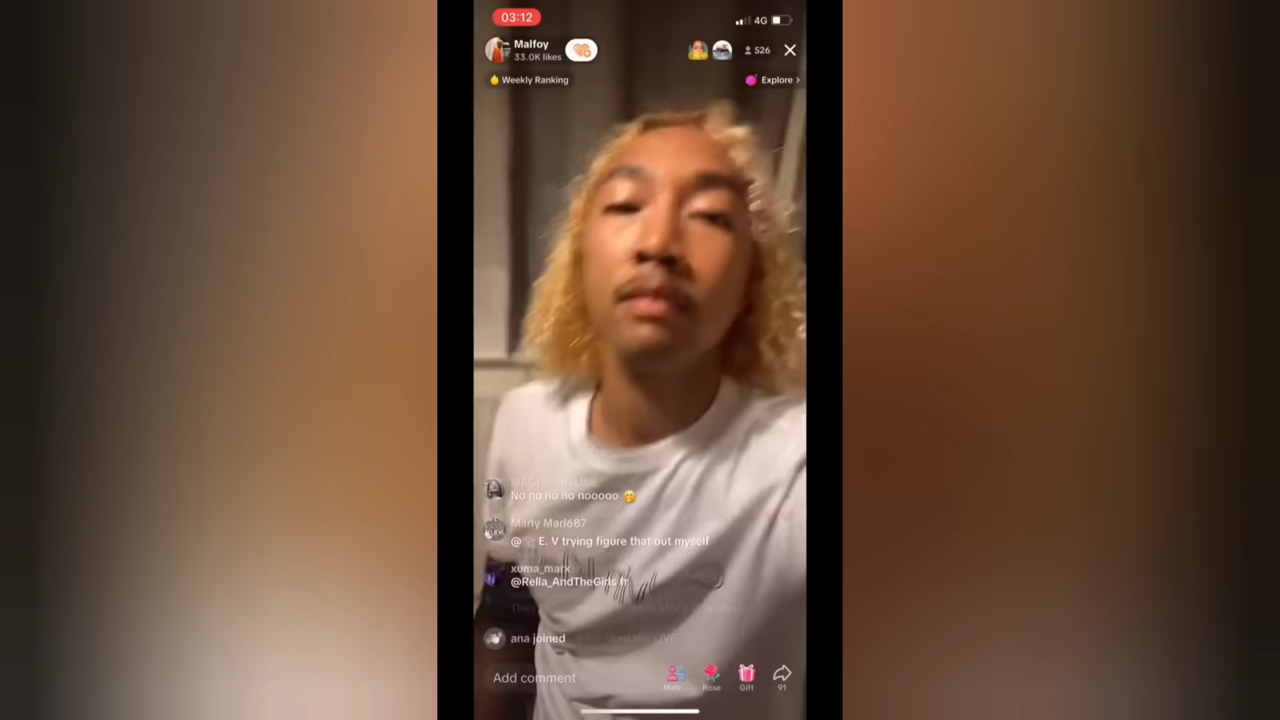 03:12
4G
Malfoy
33.0K likes
526
Weekly Ranking
Explore >
No no no no nooooo 🤭
Marly Marl687
@ E. V trying figure that out myself
xuma_marx
@Rella_AndTheGirls fr
ana joined
Add comment
Rose
Gift
91